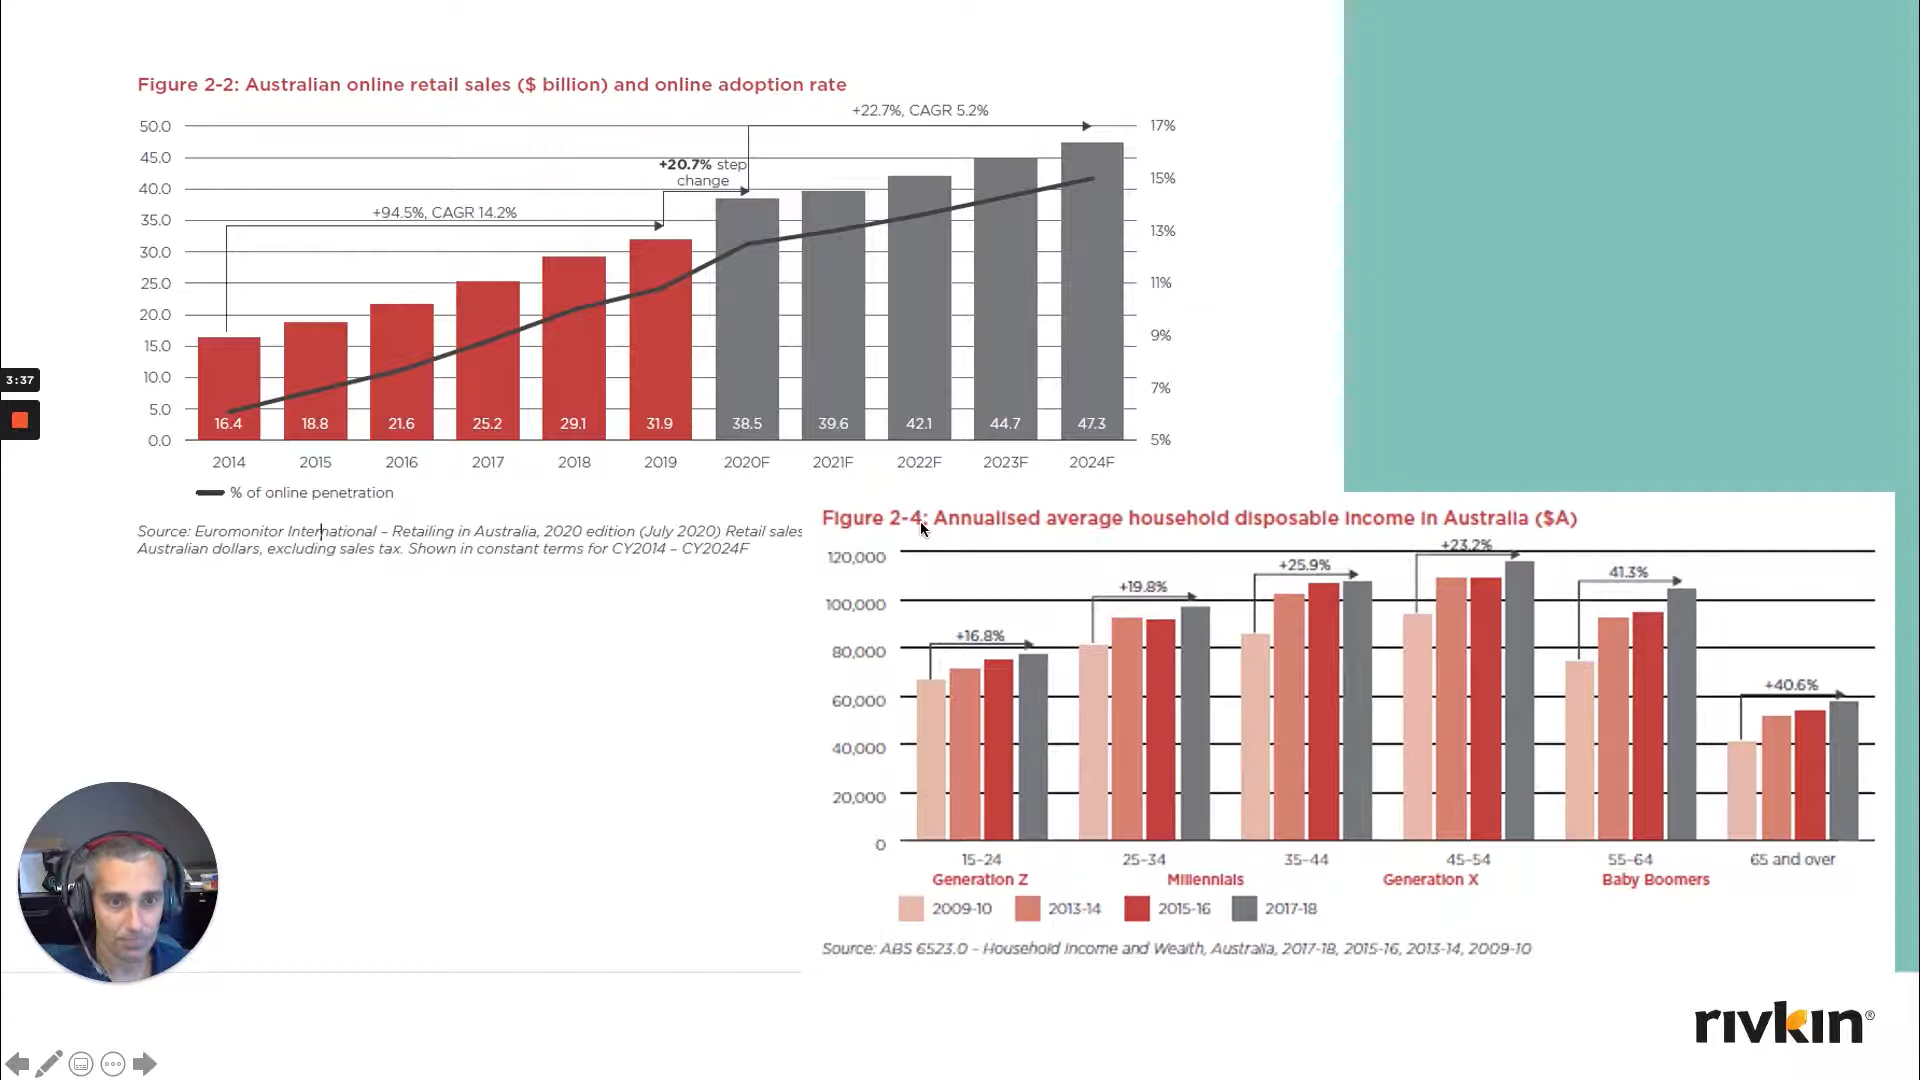 Figure 2-2: Australian online retail sales ($ billion) and online adoption rate
+22.7%, CAGR 5.2%
50.0
17%
45.0
+20.7% step
change
40.0
15%
+94.5%, CAGR 14.2%
35.0
13%
30.0
25.0
11%
20.0
9%
15.0
10.0
7%
5.0
16.4 18.8 21.6 25.2 29.1 31.9 38.5 39.6 42.1 44.7 47.3
0.0
5%
2014 2015 2016 2017 2018 2019 2020F 2021F 2022F 2023F 2024F
% of online penetration
Source: Euromonitor International – Retailing in Australia, 2020 edition (July 2020) Retail sales
Australian dollars, excluding sales tax. Shown in constant terms for CY2014 – CY2024F
3:37
Figure 2-4: Annualised average household disposable income in Australia ($A)
120,000
+16.8% +19.8% +25.9% +23.2% 41.3% +40.6%
100,000
80,000
60,000
40,000
20,000
0
15-24 25-34 35-44 45-54 55-64 65 and over
Generation Z Millennials Generation X Baby Boomers
2009-10 2013-14 2015-16 2017-18
Source: ABS 6523.0 – Household Income and Wealth, Australia, 2017-18, 2015-16, 2013-14, 2009-10
rivkin®